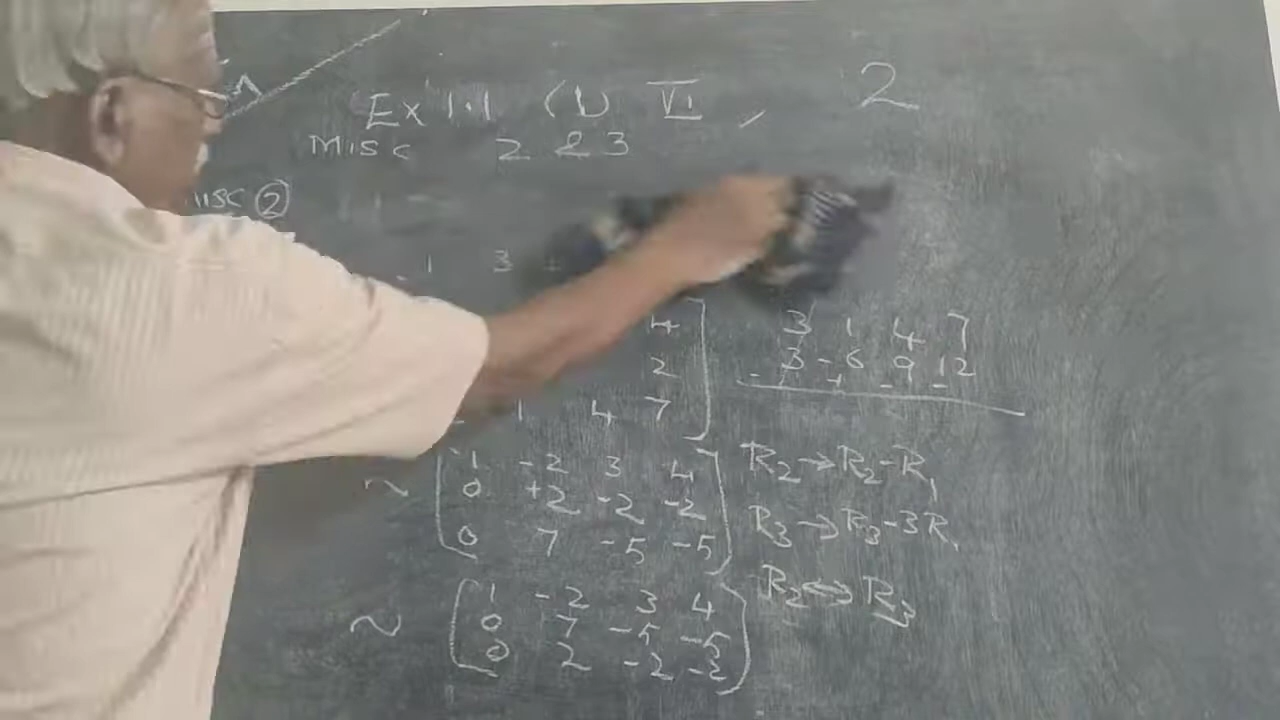 Ex 1.1 (1) VI, 2
Misc 2 & 3
isc ②
1 3
4 ] 3 1 4 7
2 3 -6 9 12
- + - -
1 4 7
~ [ 1 -2 3 4 ] R2→R2-R1
0 +2 -2 -2
0 7 -5 -5 R3→R3-3R1
~ [ 1 -2 3 4 ] R2↔R3
0 7 -5 -5
0 2 -2 -2